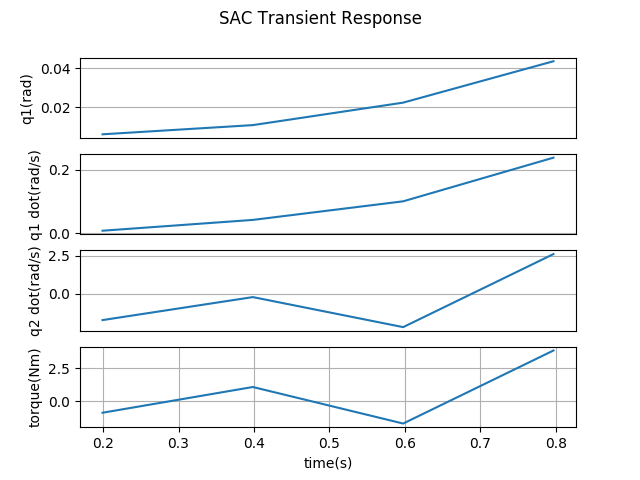 SAC Transient Response
0.04
0.02
q1(rad)
0.2
0.0
q1 dot(rad/s)
2.5
0.0
q2 dot(rad/s)
2.5
0.0
torque(Nm)
0.2 0.3 0.4 0.5 0.6 0.7 0.8
time(s)